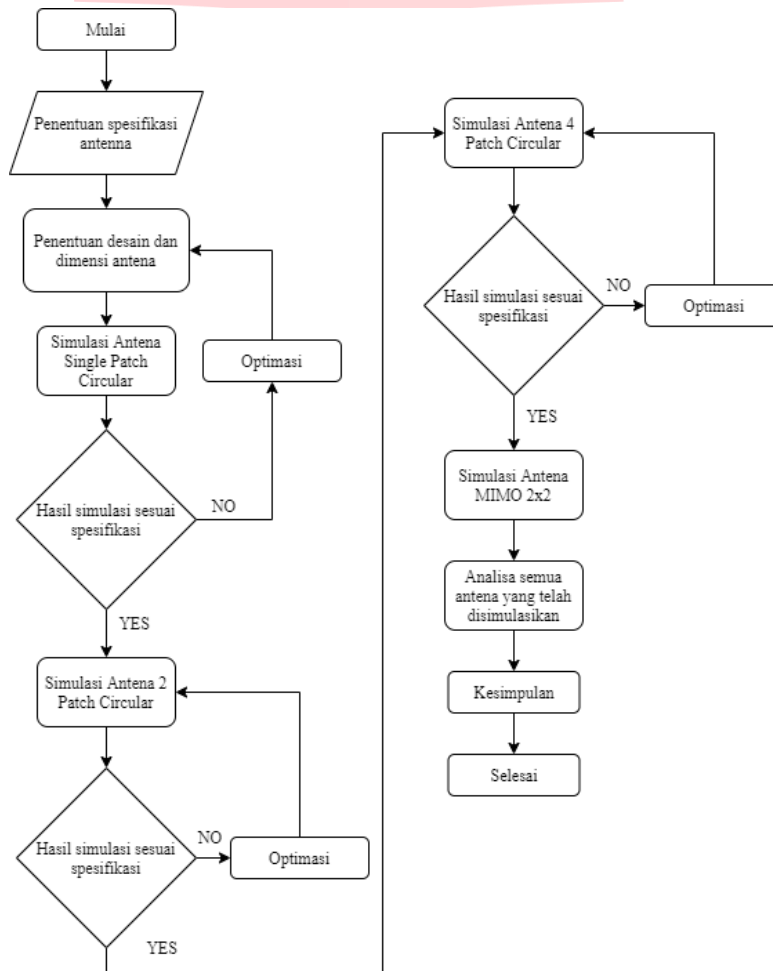 Mulai
Penentuan spesifikasi
antenna
Penentuan desain dan
dimensi antena
Simulasi Antena
Single Patch
Circular
Optimasi
Hasil simulasi sesuai
spesifikasi
NO
YES
Simulasi Antena 2
Patch Circular
Hasil simulasi sesuai
spesifikasi
NO
Optimasi
YES
Simulasi Antena 4
Patch Circular
Hasil simulasi sesuai
spesifikasi
NO
Optimasi
YES
Simulasi Antena
MIMO 2x2
Analisa semua
antena yang telah
disimulasikan
Kesimpulan
Selesai